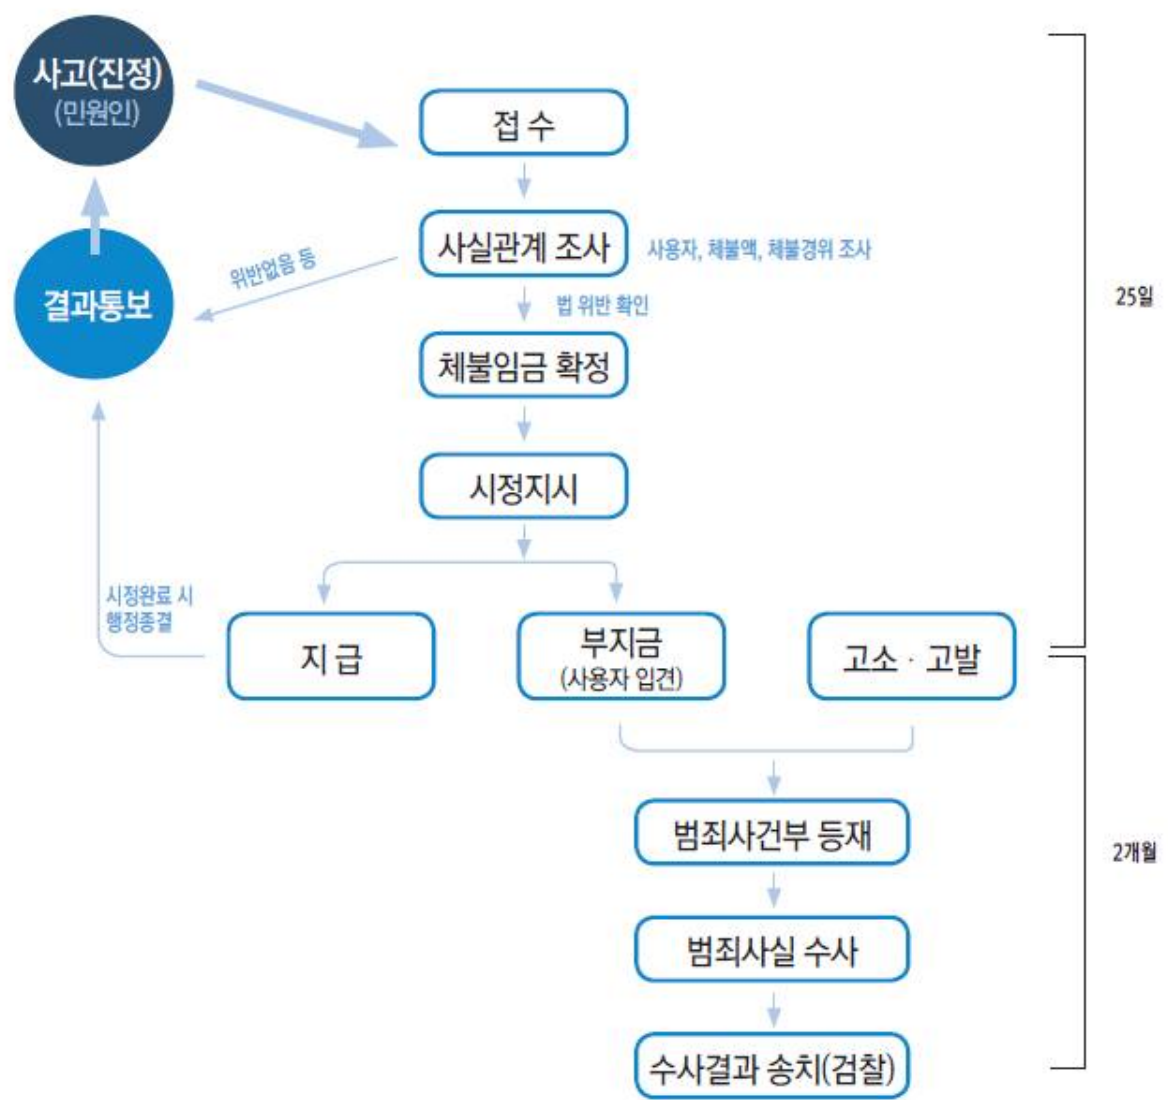 사고(진정)
(민원인)
접 수
사실관계 조사
사용자, 체불액, 체불경위 조사
위반없음 등
결과통보
법 위반 확인
25일
체불임금 확정
시정지시
시정완료 시
행정종결
지 급
부지금
(사용자 입견)
고소 · 고발
범죄사건부 등재
2개월
범죄사실 수사
수사결과 송치(검찰)